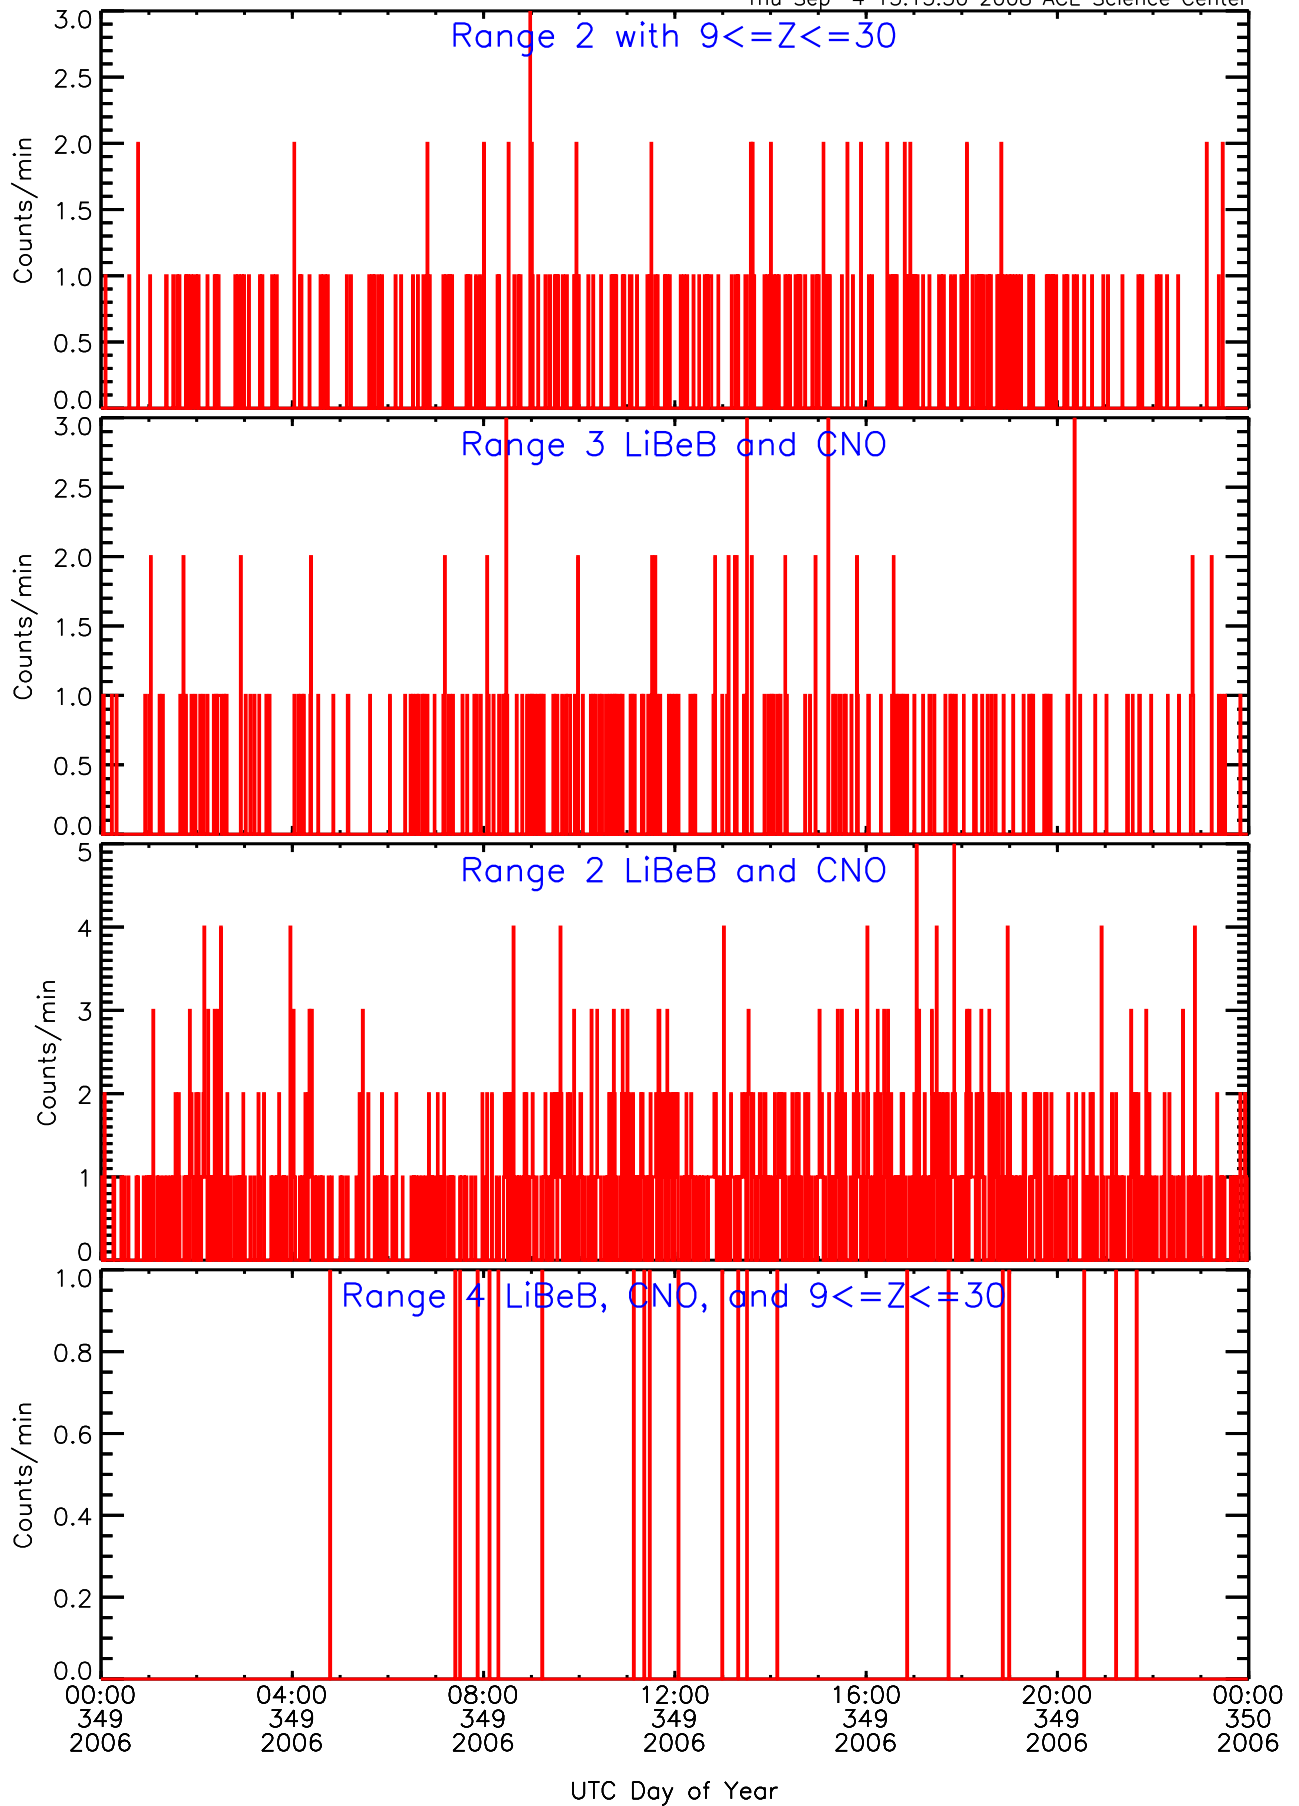 Range 2 with 9<=Z<=30
3.0
2.5
2.0
1.5
1.0
0.5
0.0
Counts/min
Range 3 LiBeB and CNO
3.0
2.5
2.0
1.5
1.0
0.5
0.0
Counts/min
Range 2 LiBeB and CNO
5
4
3
2
1
0
Counts/min
Range 4 LiBeB, CNO, and 9<=Z<=30
1.0
0.8
0.6
0.4
0.2
0.0
Counts/min
00:00 04:00 08:00 12:00 16:00 20:00 00:00
349 349 349 349 349 349 350
2006 2006 2006 2006 2006 2006 2006
UTC Day of Year